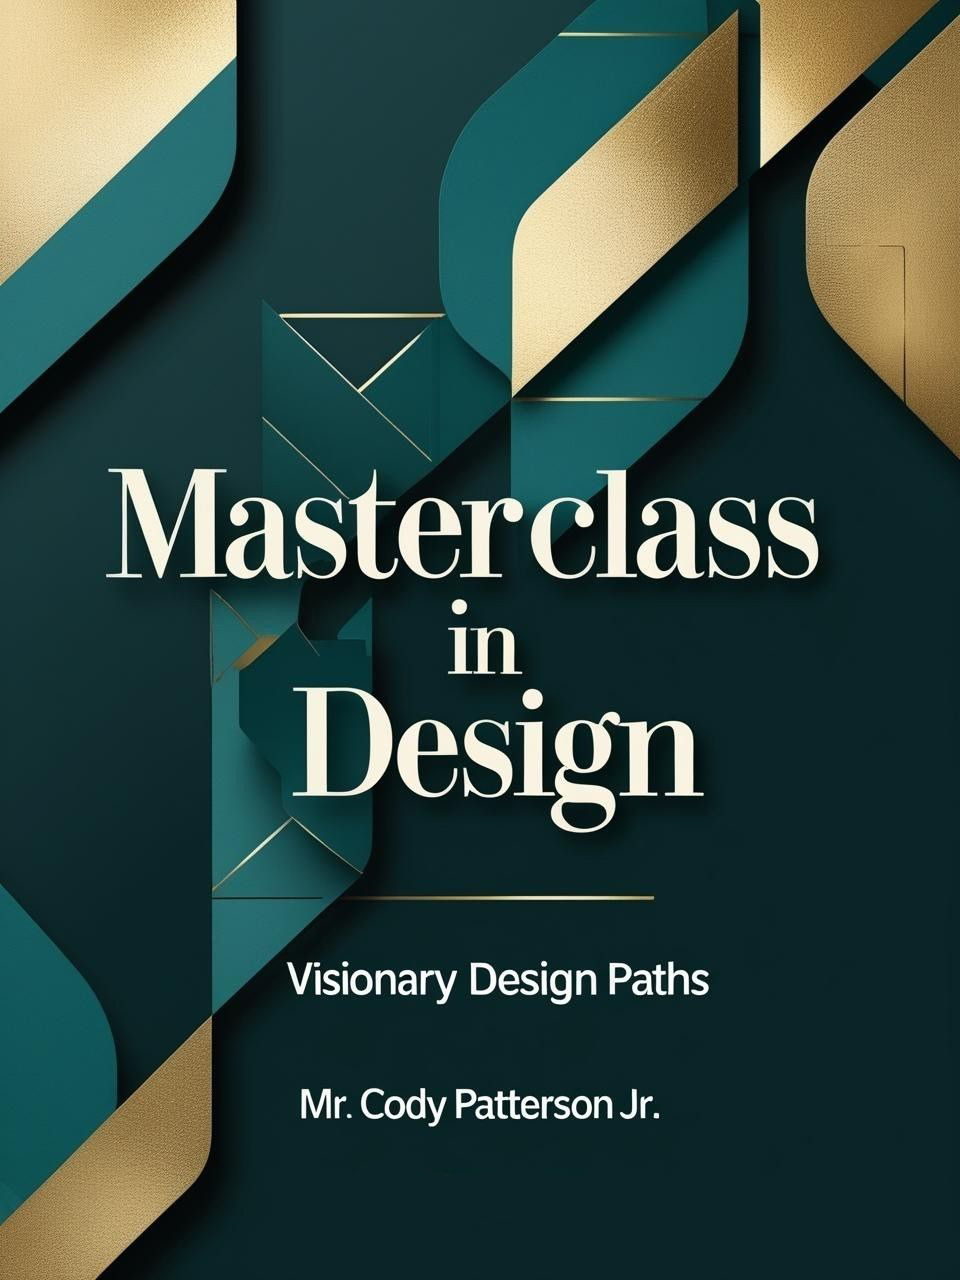 Masterclass
in
Design
Visionary Design Paths
Mr. Cody Patterson Jr.